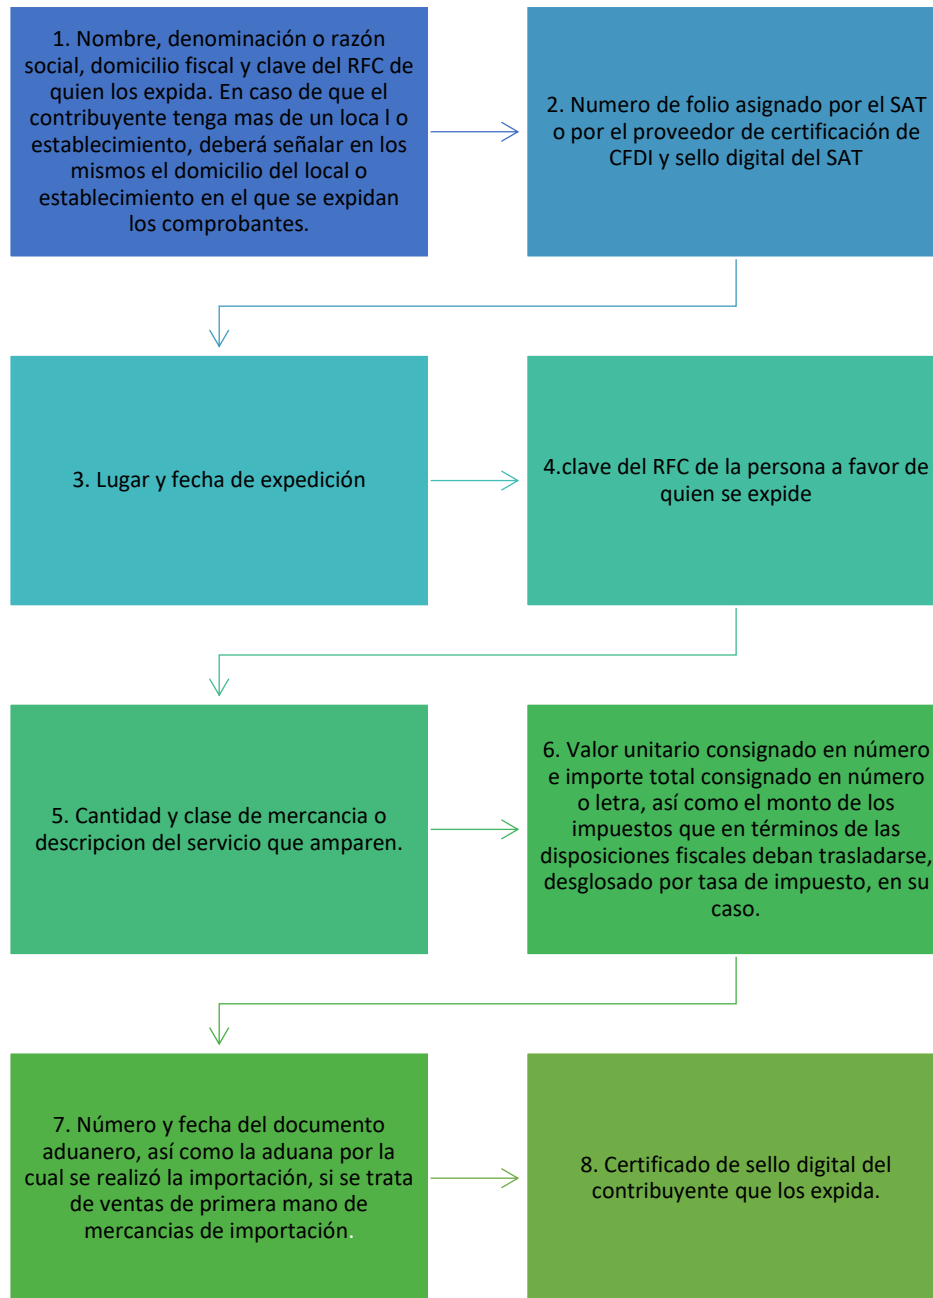 1. Nombre, denominación o razón
social, domicilio fiscal y clave del RFC de
quien los expida. En caso de que el
contribuyente tenga mas de un loca l o
establecimiento, deberá señalar en los
mismos el domicilio del local o
establecimiento en el que se expidan
los comprobantes.
2. Numero de folio asignado por el SAT
o por el proveedor de certificación de
CFDI y sello digital del SAT
3. Lugar y fecha de expedición
4.clave del RFC de la persona a favor de
quien se expide
5. Cantidad y clase de mercancia o
descripcion del servicio que amparen.
6. Valor unitario consignado en número
e importe total consignado en número
o letra, así como el monto de los
impuestos que en términos de las
disposiciones fiscales deban trasladarse,
desglosado por tasa de impuesto, en su
caso.
7. Número y fecha del documento
aduanero, así como la aduana por la
cual se realizó la importación, si se trata
de ventas de primera mano de
mercancias de importación.
8. Certificado de sello digital del
contribuyente que los expida.